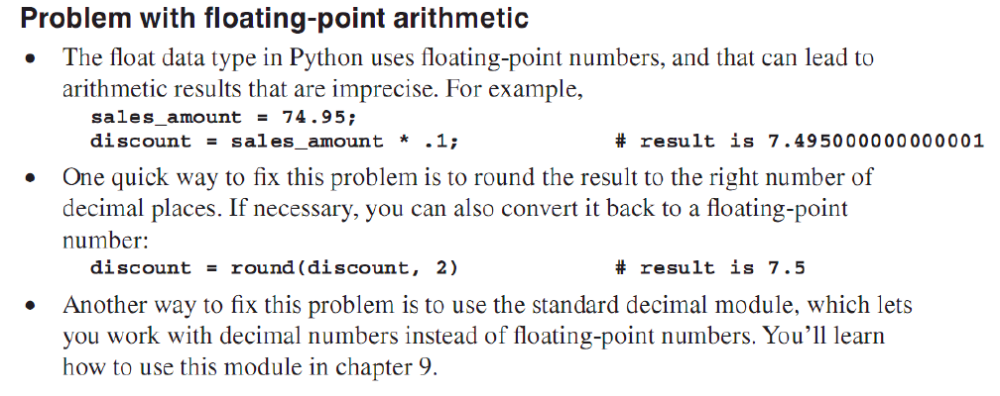 Problem with floating-point arithmetic
• The float data type in Python uses floating-point numbers, and that can lead to
arithmetic results that are imprecise. For example,
sales_amount = 74.95;
discount = sales_amount * .1; # result is 7.495000000000001
• One quick way to fix this problem is to round the result to the right number of
decimal places. If necessary, you can also convert it back to a floating-point
number:
discount = round(discount, 2) # result is 7.5
• Another way to fix this problem is to use the standard decimal module, which lets
you work with decimal numbers instead of floating-point numbers. You’ll learn
how to use this module in chapter 9.